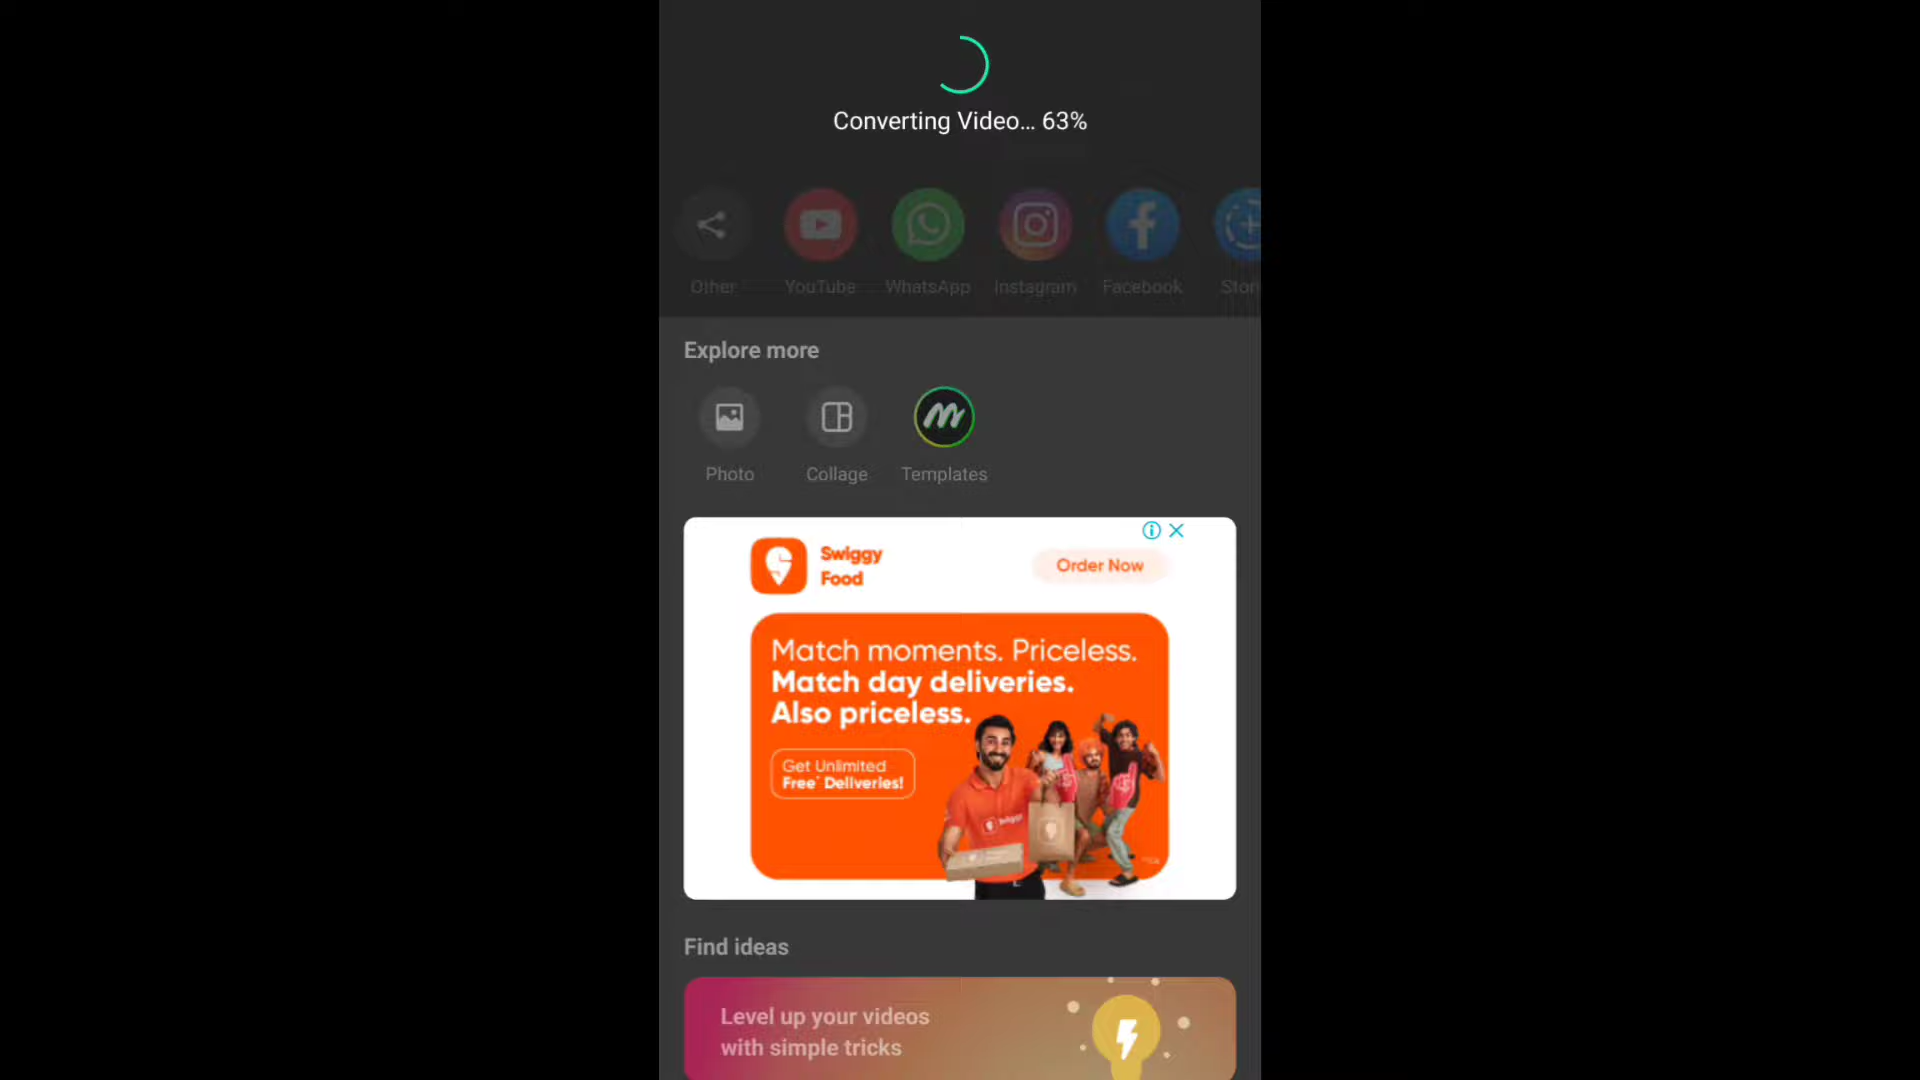 Converting Video... 63%
Other YouTube WhatsApp Instagram Facebook Stor
Explore more
Photo Collage Templates
Swiggy
Food
Order Now
Match moments. Priceless.
Match day deliveries.
Also priceless.
Get Unlimited
Free* Deliveries!
Find ideas
Level up your videos
with simple tricks